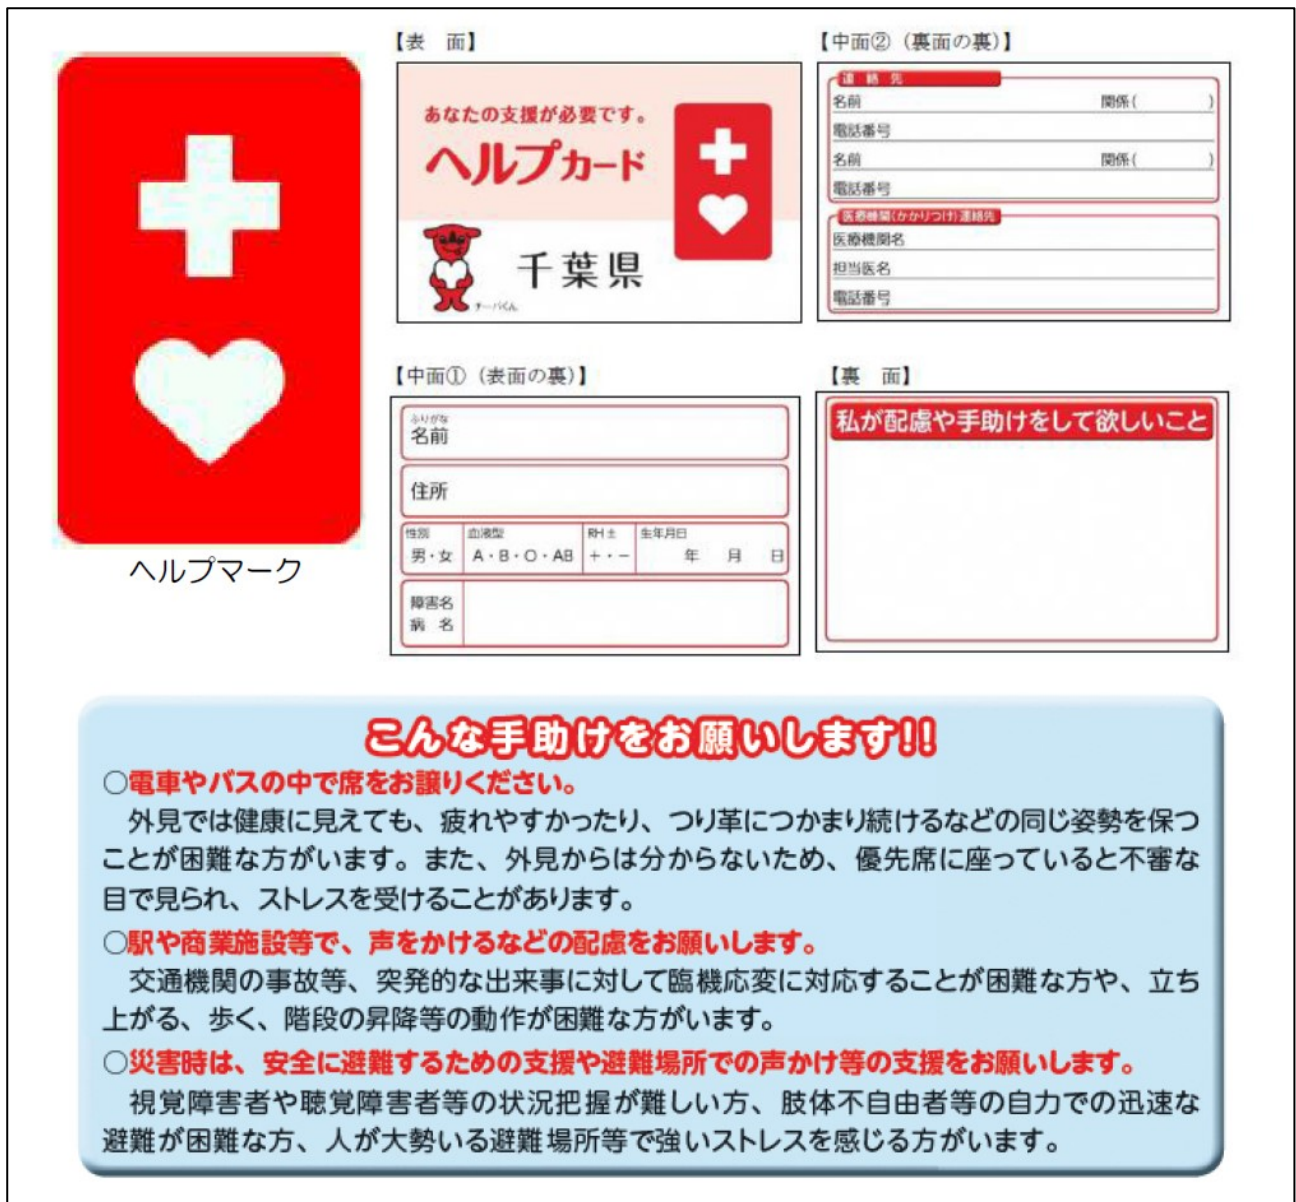 ヘルプマーク
【表　面】
あなたの支援が必要です。
ヘルプカード
千葉県
チーバくん
【中面②（裏面の裏）】
連　絡　先
名前　関係（　）
電話番号
名前　関係（　）
電話番号
医療機関（かかりつけ）連絡先
医療機関名
担当医名
電話番号
【中面①（表面の裏）】
ふりがな
名前
住所
性別　血液型　RH±　生年月日
男・女　A・B・O・AB　＋・－　年　月　日
障害名
病　名
【裏　面】
私が配慮や手助けをして欲しいこと
こんな手助けをお願いします!!
○電車やバスの中で席をお譲りください。
外見では健康に見えても、疲れやすかったり、つり革につかまり続けるなどの同じ姿勢を保つ
ことが困難な方がいます。また、外見からは分からないため、優先席に座っていると不審な
目で見られ、ストレスを受けることがあります。
○駅や商業施設等で、声をかけるなどの配慮をお願いします。
交通機関の事故等、突発的な出来事に対して臨機応変に対応することが困難な方や、立ち
上がる、歩く、階段の昇降等の動作が困難な方がいます。
○災害時は、安全に避難するための支援や避難場所での声かけ等の支援をお願いします。
視覚障害者や聴覚障害者等の状況把握が難しい方、肢体不自由者等の自力での迅速な
避難が困難な方、人が大勢いる避難場所等で強いストレスを感じる方がいます。